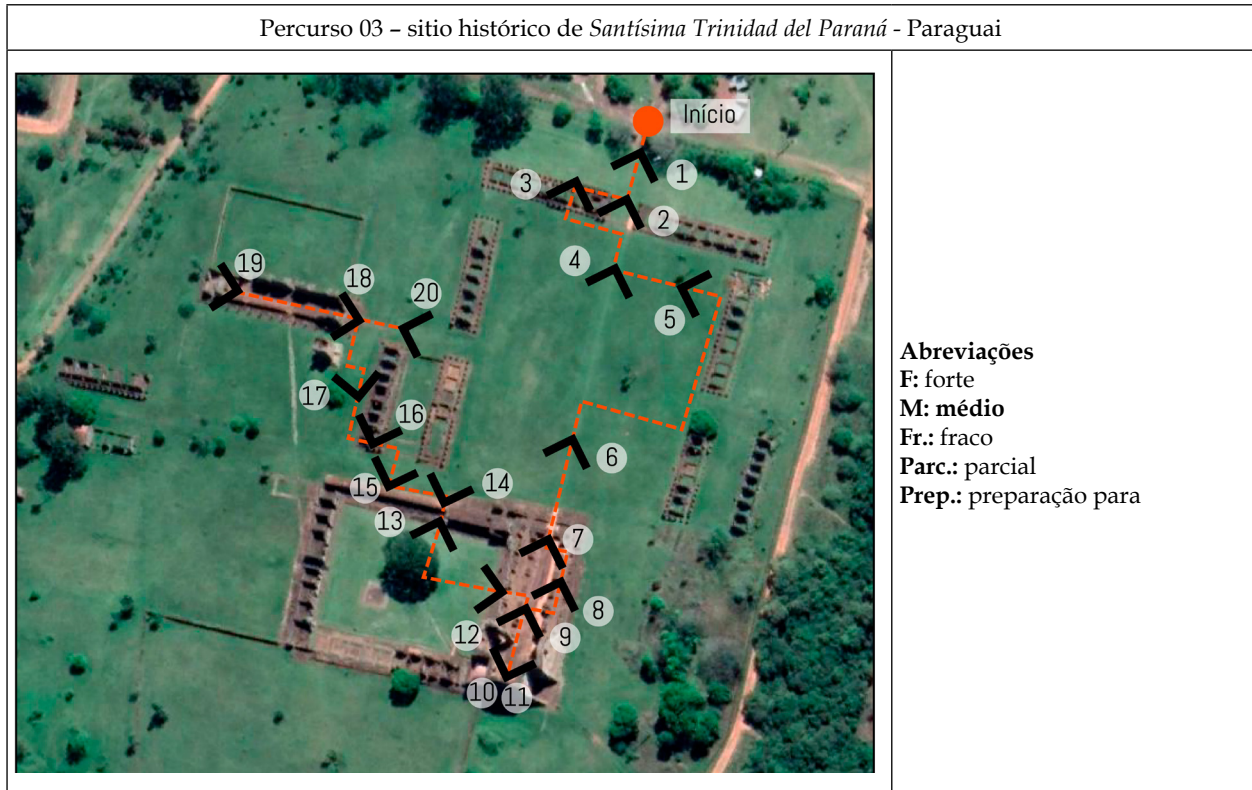 Percurso 03 – sitio histórico de Santísima Trinidad del Paraná - Paraguai
Início
1
3
2
4
5
19
18
20
17
16
6
15
14
13
7
8
12
9
10
11
Abreviações
F: forte
M: médio
Fr.: fraco
Parc.: parcial
Prep.: preparação para